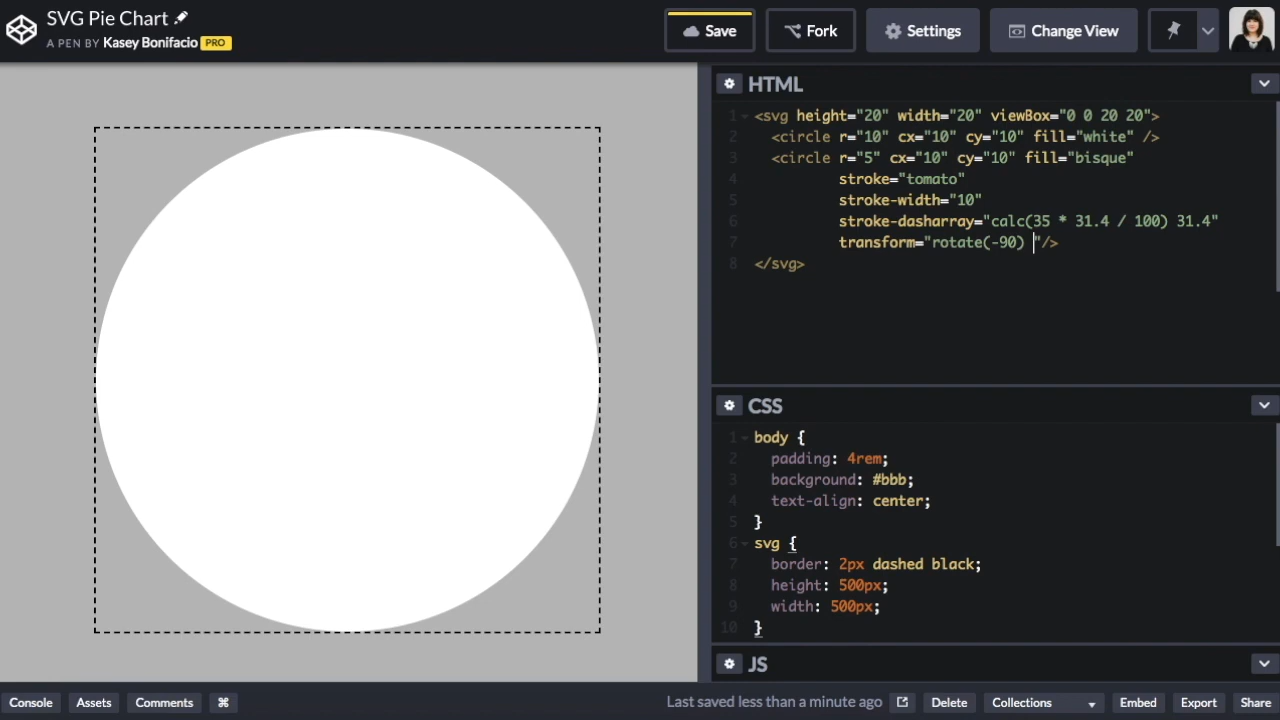 SVG Pie Chart
A PEN BY Kasey Bonifacio PRO
Save
Fork
Settings
Change View
HTML
1 <svg height="20" width="20" viewBox="0 0 20 20">
2 <circle r="10" cx="10" cy="10" fill="white" />
3 <circle r="5" cx="10" cy="10" fill="bisque"
4 stroke="tomato"
5 stroke-width="10"
6 stroke-dasharray="calc(35 * 31.4 / 100) 31.4"
7 transform="rotate(-90) "/>
8 </svg>
CSS
1 body {
2 padding: 4rem;
3 background: #bbb;
4 text-align: center;
5 }
6 svg {
7 border: 2px dashed black;
8 height: 500px;
9 width: 500px;
10 }
JS
Console
Assets
Comments
⌘
Last saved less than a minute ago
Delete
Collections
Embed
Export
Share